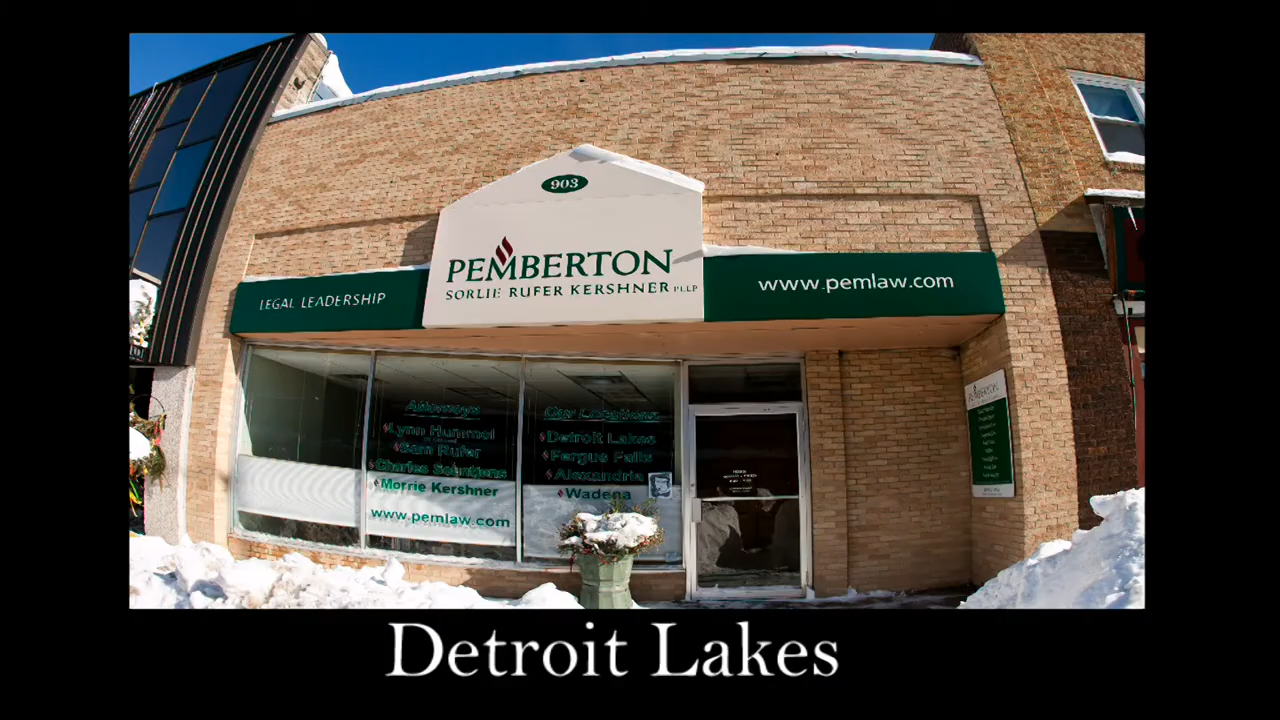 903
PEMBERTON
SORLIE RUFER KERSHNER PLLP
LEGAL LEADERSHIP
www.pemlaw.com
Attorneys
Lynn Hummel
Sam Rufer
Charles
Morrie Kershner
www.pemlaw.com
Our Locations
Detroit Lakes
Fergus Falls
Alexandria
Wadena
PEMBERTON
Detroit Lakes